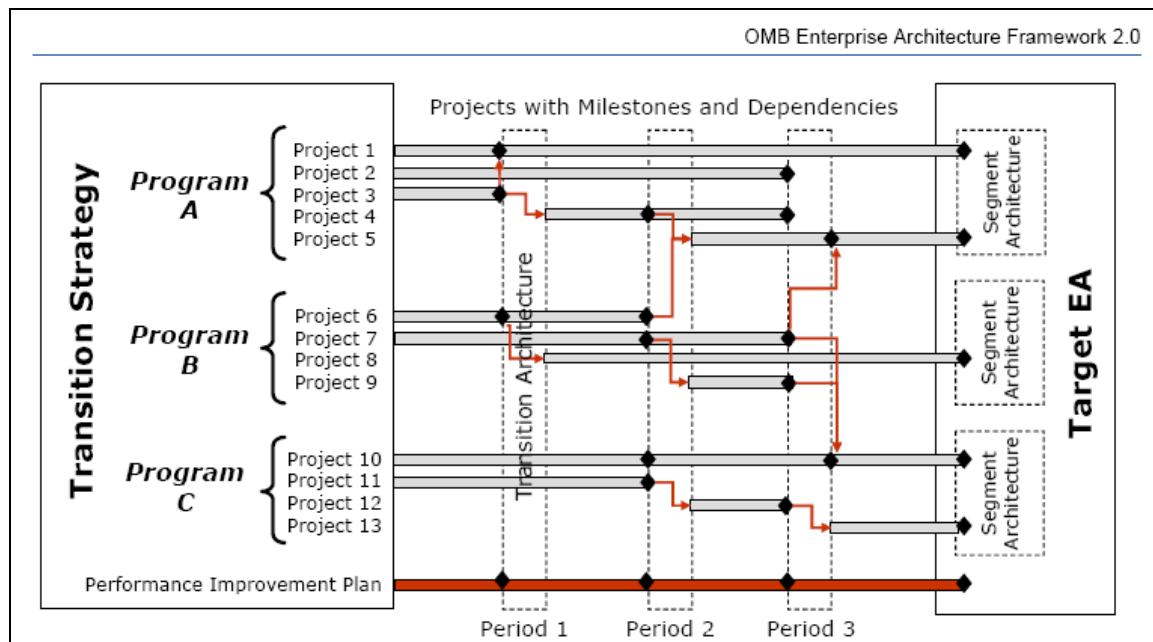 OMB Enterprise Architecture Framework 2.0
Projects with Milestones and Dependencies
Transition Strategy
Program
A
Project 1
Project 2
Project 3
Project 4
Project 5
Program
B
Project 6
Project 7
Project 8
Project 9
Program
C
Project 10
Project 11
Project 12
Project 13
Performance Improvement Plan
Transition Architecture
Segment
Architecture
Segment
Architecture
Segment
Architecture
Target EA
Period 1
Period 2
Period 3